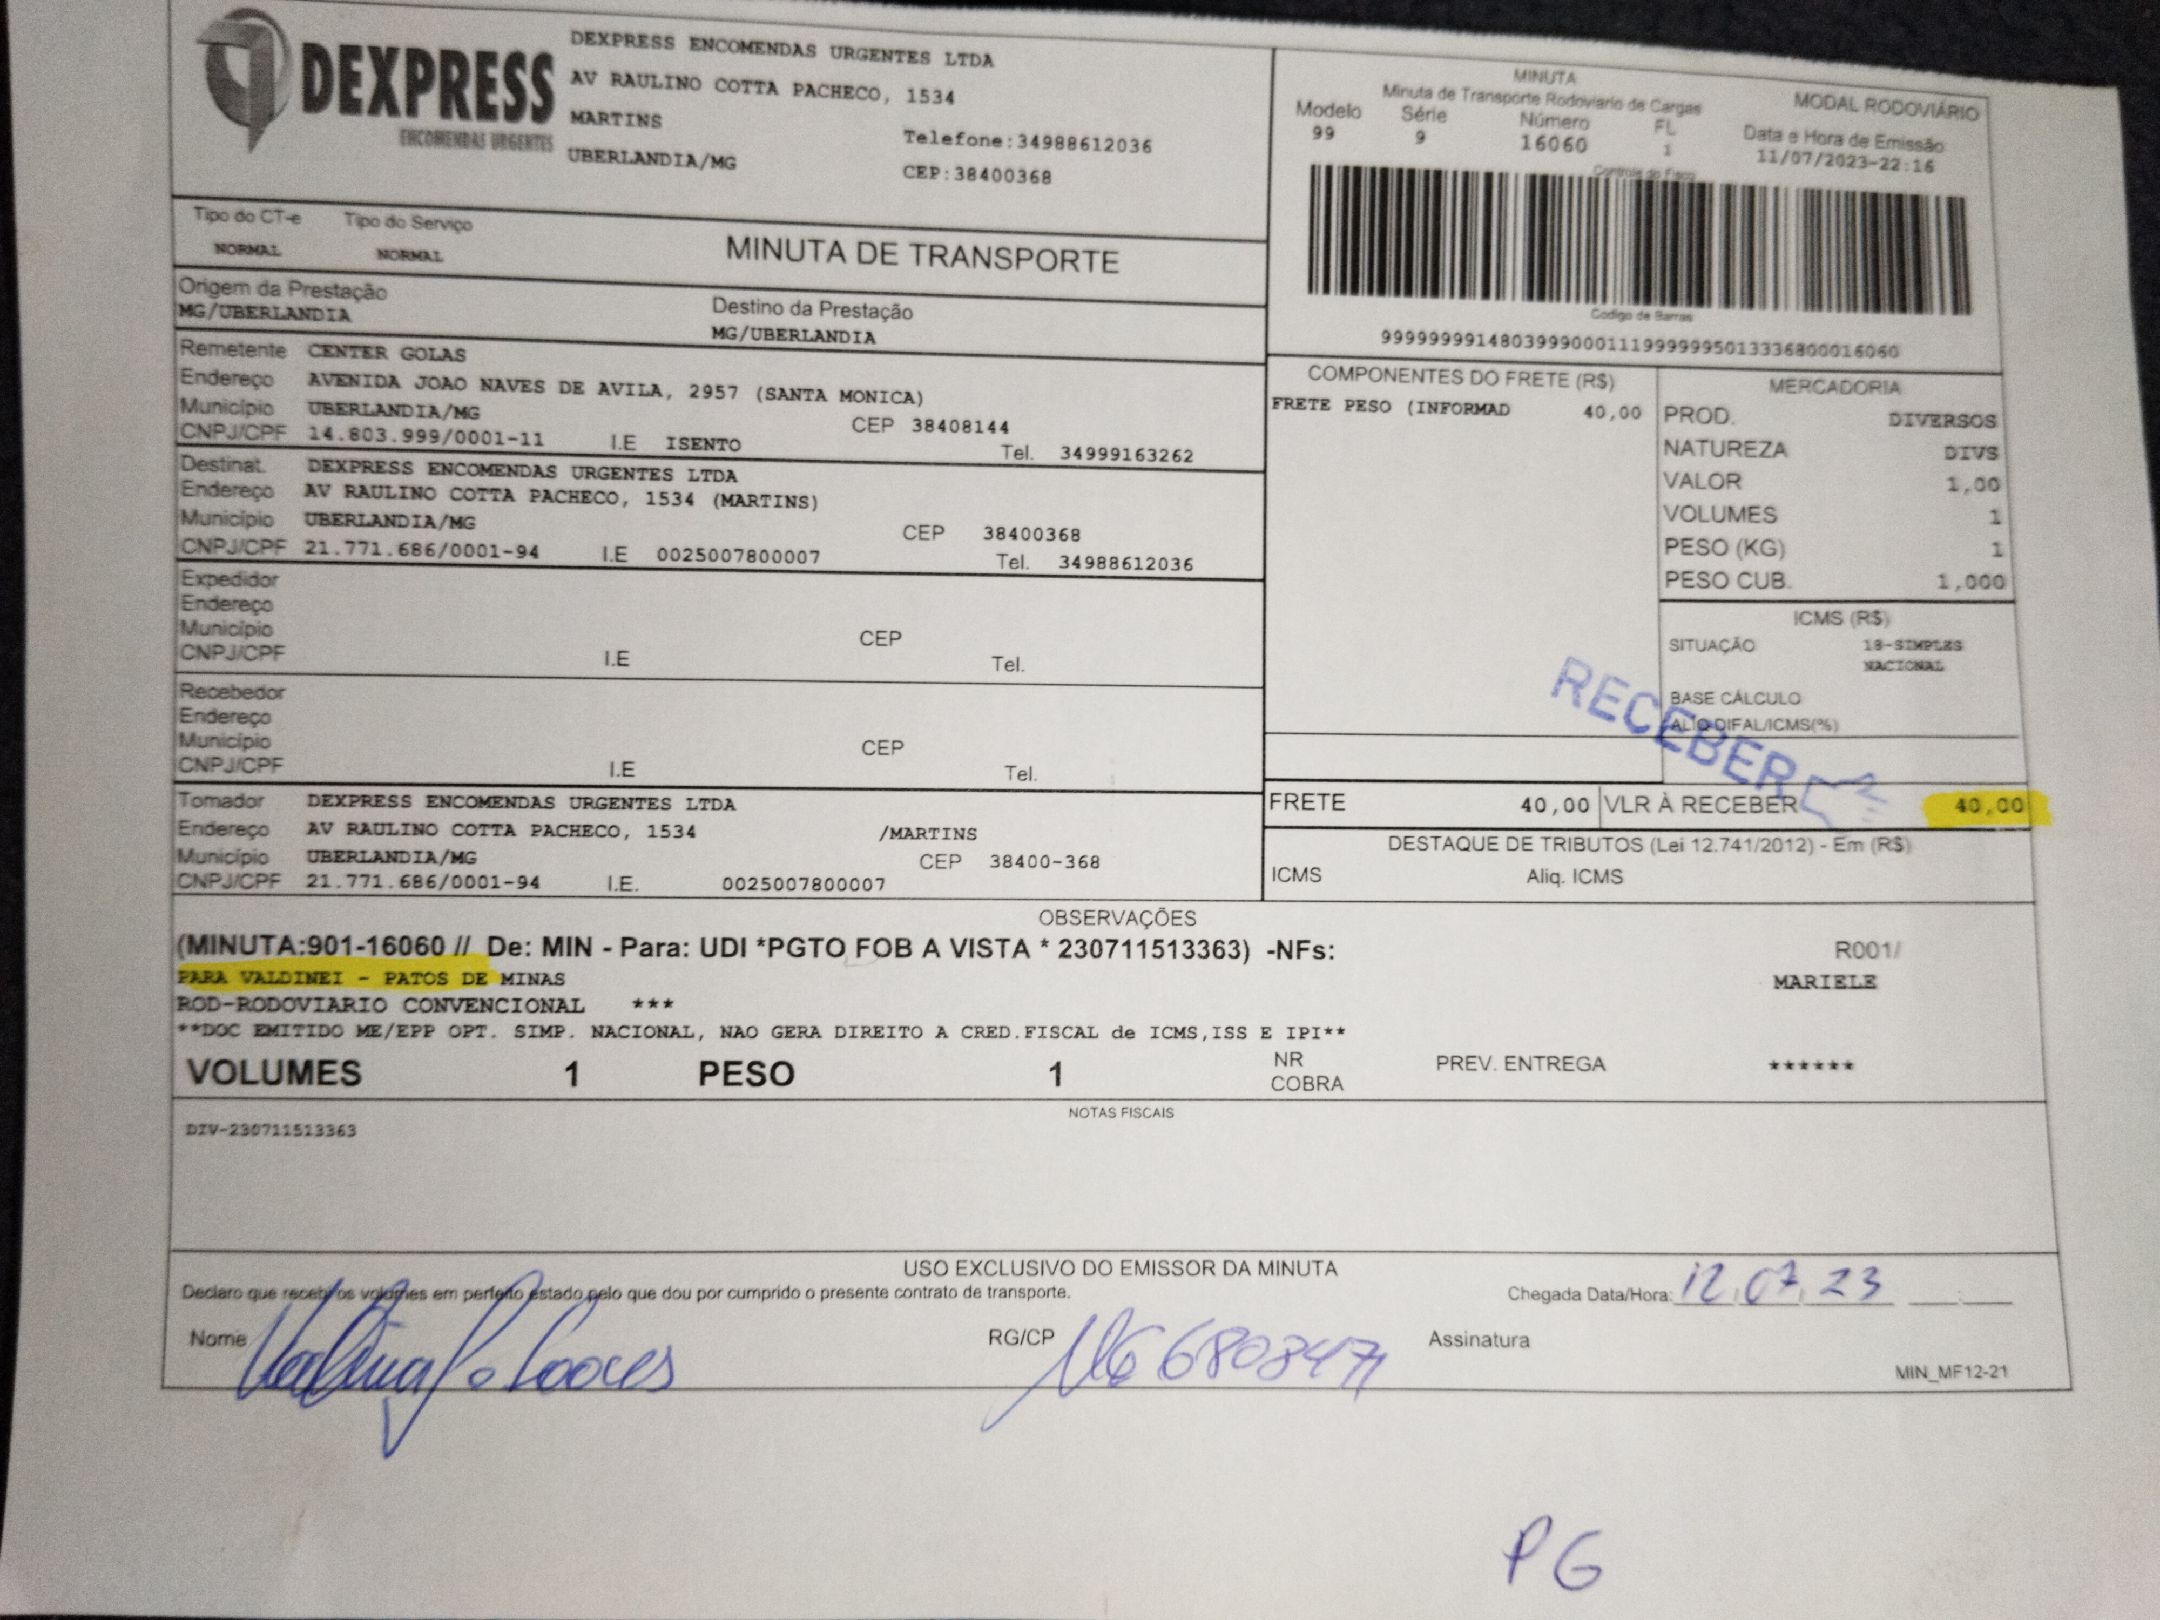 DEXPRESS
ENCOMENDAS URGENTES
DEXPRESS ENCOMENDAS URGENTES LTDA
AV RAULINO COTTA PACHECO, 1534
MARTINS
UBERLANDIA/MG
Telefone:34988612036
CEP:38400368
MINUTA
Minuta de Transporte Rodoviario de Cargas
MODAL RODOVIÁRIO
Modelo Série Número FL Data e Hora de Emissão
99 9 16060 1 11/07/2023-22:16
Controle do Fisco
Codigo de Barras
Tipo do CT-e Tipo do Serviço
NORMAL NORMAL
MINUTA DE TRANSPORTE
Origem da Prestação Destino da Prestação
MG/UBERLANDIA MG/UBERLANDIA
Remetente CENTER GOLAS
Endereço AVENIDA JOAO NAVES DE AVILA, 2957 (SANTA MONICA)
Município UBERLANDIA/MG CEP 38408144
CNPJ/CPF 14.803.999/0001-11 I.E ISENTO Tel. 34999163262
Destinat. DEXPRESS ENCOMENDAS URGENTES LTDA
Endereço AV RAULINO COTTA PACHECO, 1534 (MARTINS)
Município UBERLANDIA/MG CEP 38400368
CNPJ/CPF 21.771.686/0001-94 I.E 0025007800007 Tel. 34988612036
Expedidor
Endereço
Município CEP
CNPJ/CPF I.E Tel.
Recebedor
Endereço
Município CEP
CNPJ/CPF I.E Tel.
Tomador DEXPRESS ENCOMENDAS URGENTES LTDA
Endereço AV RAULINO COTTA PACHECO, 1534 /MARTINS
Município UBERLANDIA/MG CEP 38400-368
CNPJ/CPF 21.771.686/0001-94 I.E. 0025007800007
COMPONENTES DO FRETE (R$)
FRETE PESO (INFORMAD 40,00
MERCADORIA
PROD. DIVERSOS
NATUREZA DIVS
VALOR 1,00
VOLUMES 1
PESO (KG) 1
PESO CUB. 1,000
ICMS (R$)
SITUAÇÃO 18-SIMPLES
NACIONAL
BASE CÁLCULO
ALIQ DIFAL/ICMS(%)
RECEBER
FRETE 40,00 VLR À RECEBER 40,00
DESTAQUE DE TRIBUTOS (Lei 12.741/2012) - Em (R$)
ICMS Aliq. ICMS
OBSERVAÇÕES
(MINUTA:901-16060 // De: MIN - Para: UDI *PGTO FOB A VISTA * 230711513363) -NFs: R001/
PARA VALDINEI - PATOS DE MINAS MARIELE
ROD-RODOVIARIO CONVENCIONAL ***
**DOC EMITIDO ME/EPP OPT. SIMP. NACIONAL, NAO GERA DIREITO A CRED.FISCAL de ICMS,ISS E IPI**
VOLUMES 1 PESO 1 NR COBRA PREV. ENTREGA ******
NOTAS FISCAIS
DIV-230711513363
USO EXCLUSIVO DO EMISSOR DA MINUTA
Declaro que recebi os volumes em perfeito estado pelo que dou por cumprido o presente contrato de transporte.
Chegada Data/Hora: 12.07.23
Nome RG/CP Assinatura
MIN_MF12-21
PG